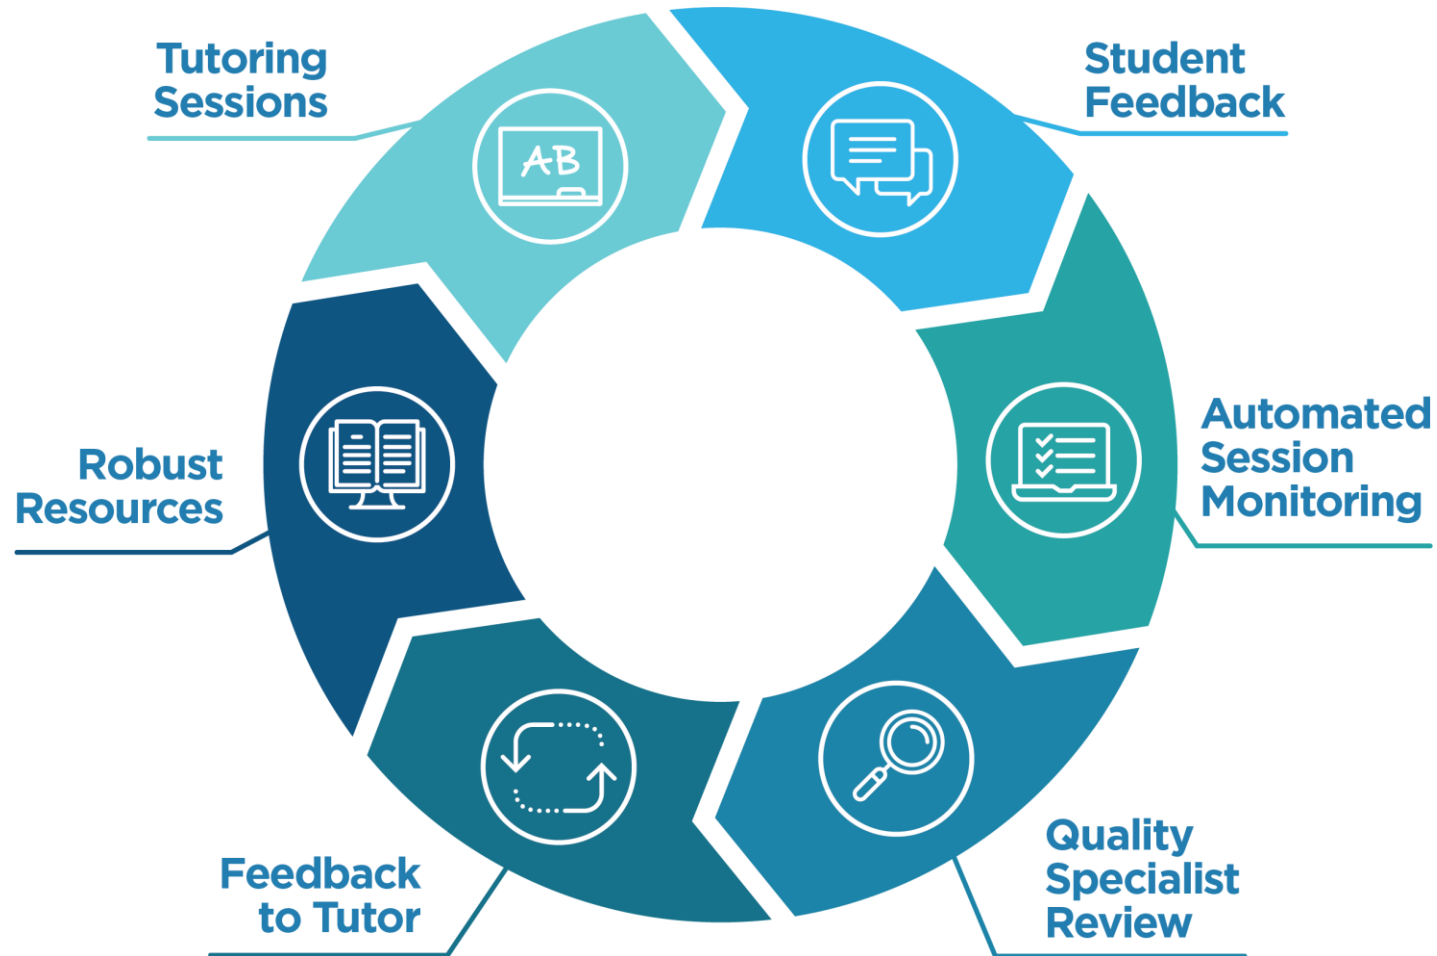 Tutoring
Sessions
AB
Student
Feedback
Automated
Session
Monitoring
Quality
Specialist
Review
Feedback
to Tutor
Robust
Resources